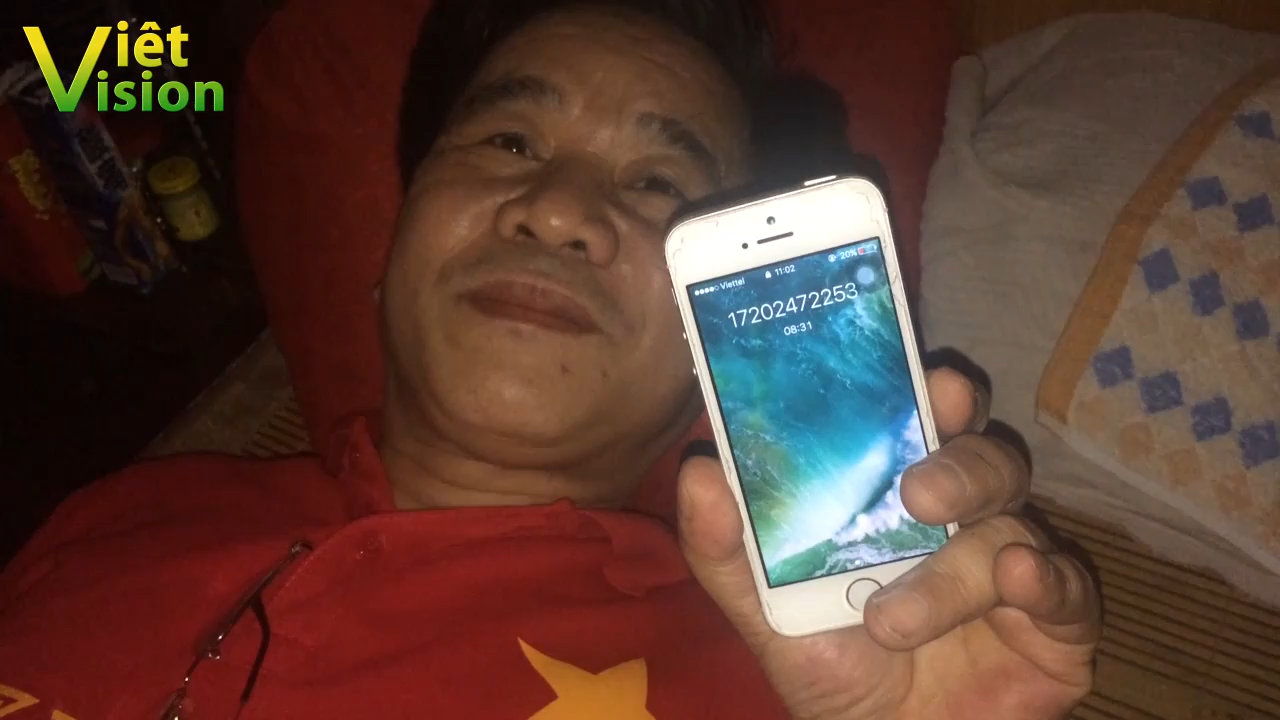 Việt
Vision
●●●●○ Viettel 11:02 20%
17202472253
08:31